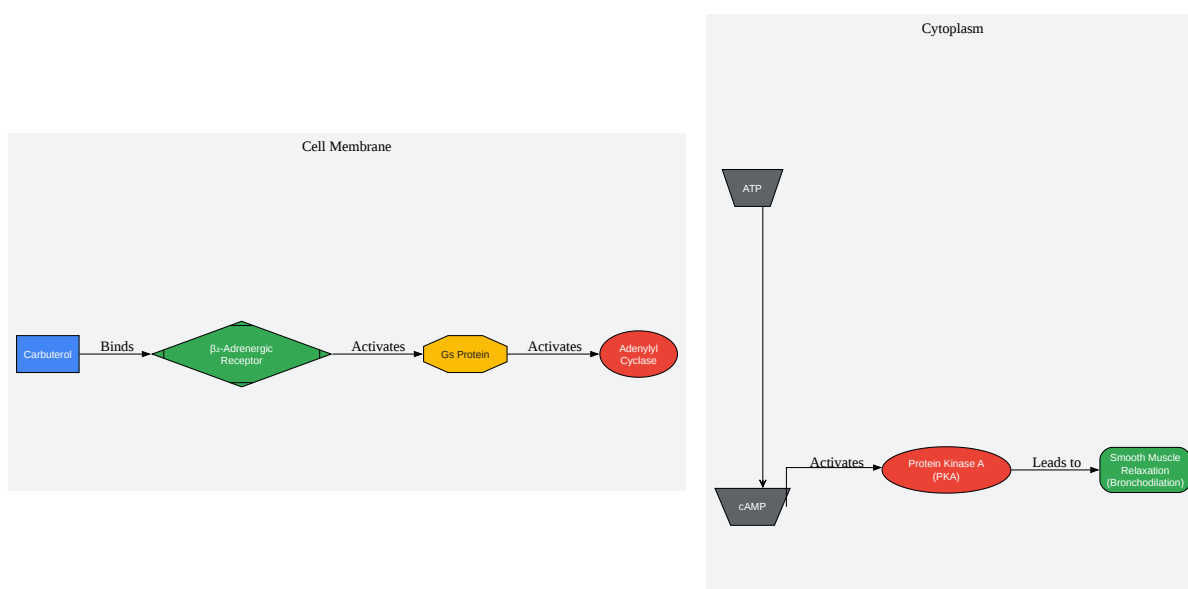 Cell Membrane
Carbuterol
Binds
β₂-Adrenergic
Receptor
Activates
Gs Protein
Activates
Adenylyl
Cyclase
Cytoplasm
ATP
cAMP
Activates
Protein Kinase A
(PKA)
Leads to
Smooth Muscle
Relaxation
(Bronchodilation)